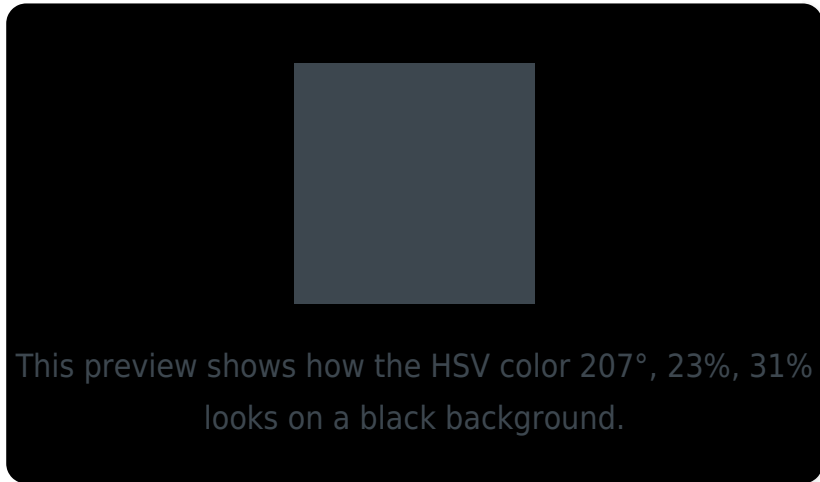 This preview shows how the HSV color 207°, 23%, 31%
looks on a black background.